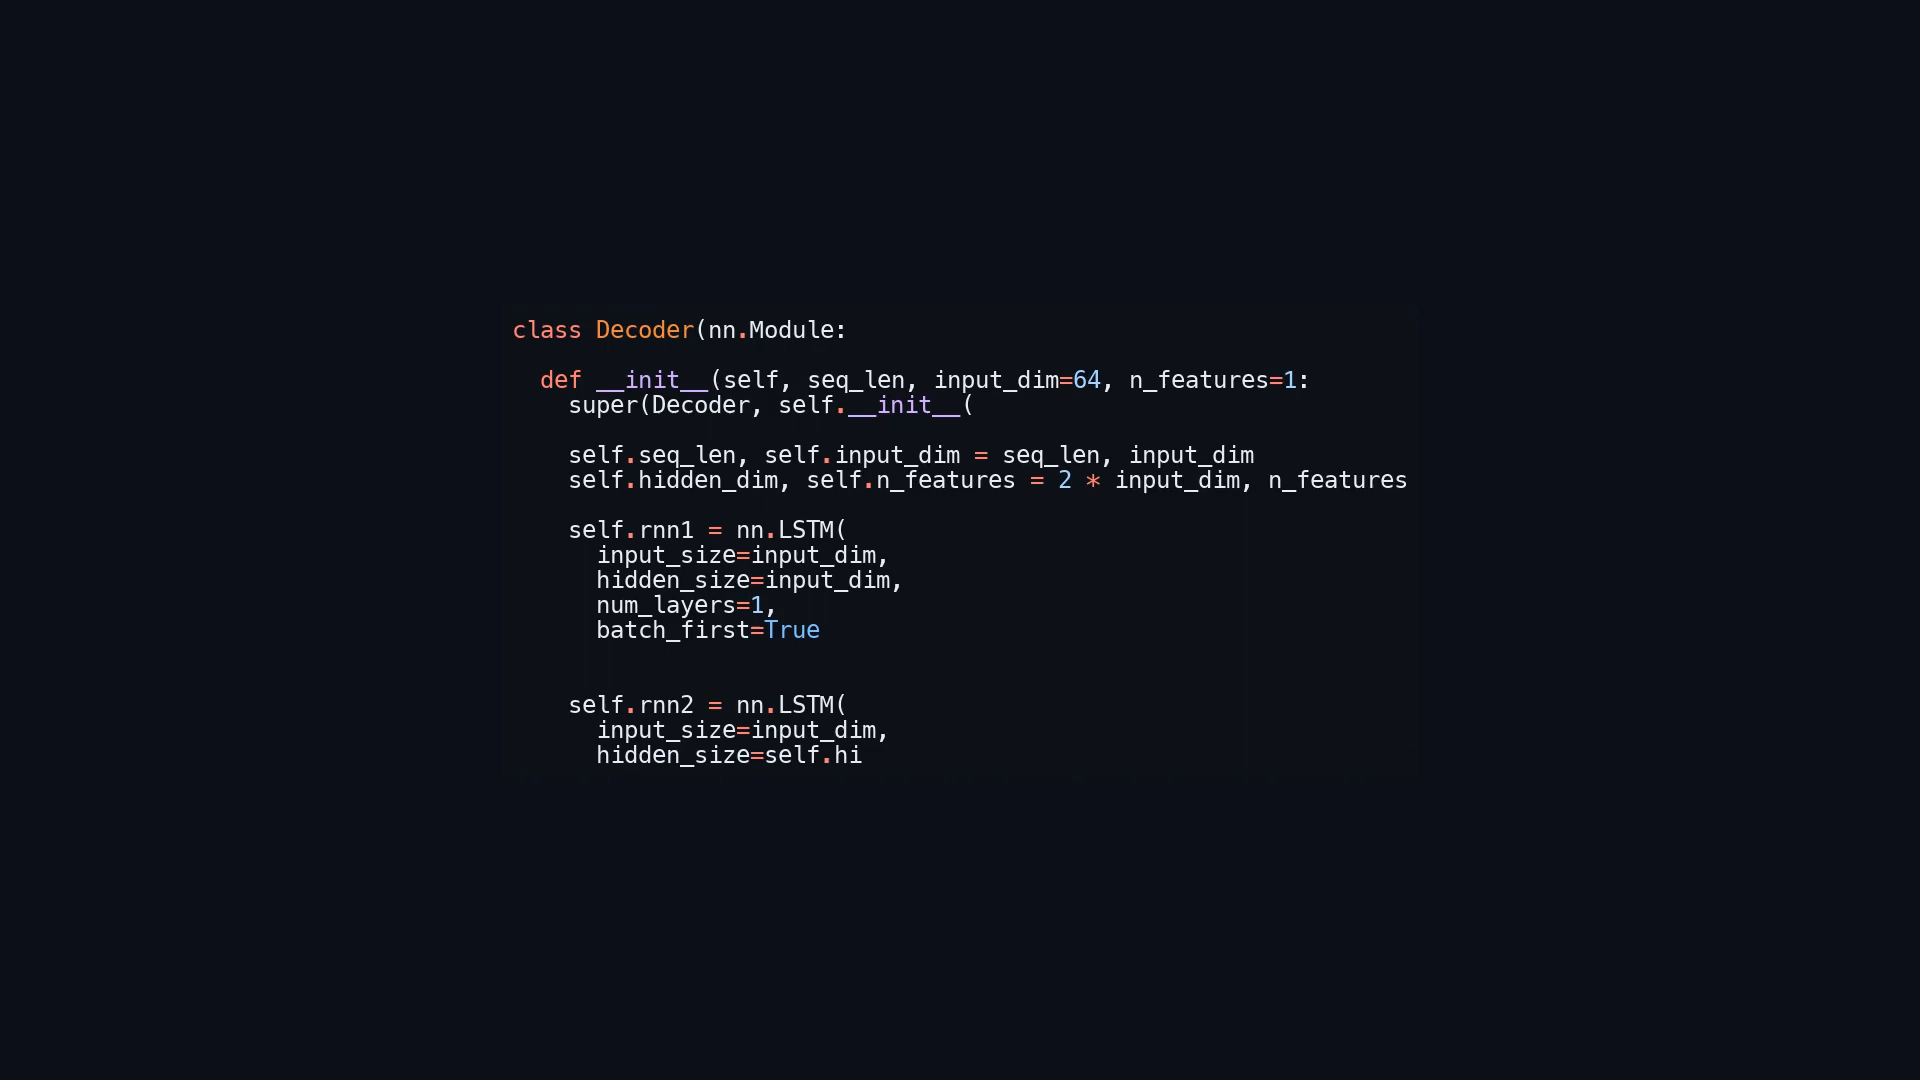 class Decoder(nn.Module:
def __init__(self, seq_len, input_dim=64, n_features=1:
super(Decoder, self.__init__(
self.seq_len, self.input_dim = seq_len, input_dim
self.hidden_dim, self.n_features = 2 * input_dim, n_features
self.rnn1 = nn.LSTM(
input_size=input_dim,
hidden_size=input_dim,
num_layers=1,
batch_first=True
self.rnn2 = nn.LSTM(
input_size=input_dim,
hidden_size=self.hi